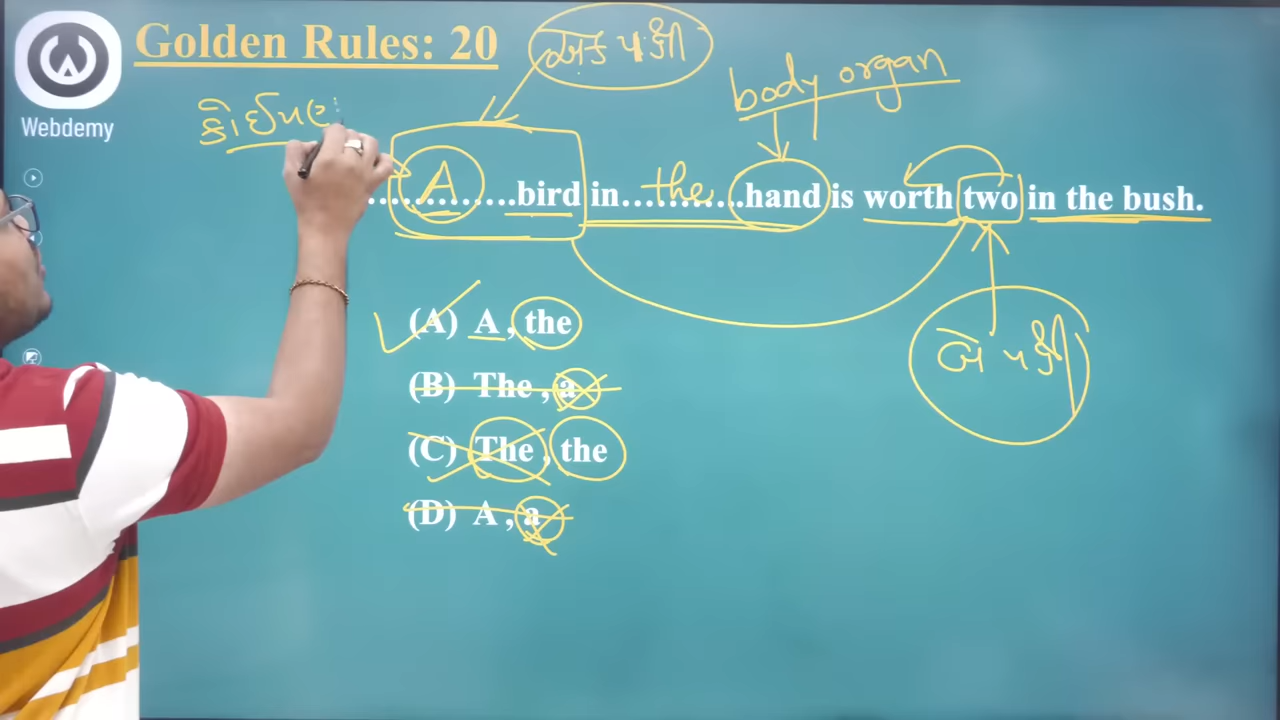 Golden Rules: 20
એક પક્ષી
body organ
Webdemy
કોઈપણ
A
the
..............bird in............hand is worth two in the bush.
(A) A , the
(B) The , a
(C) The , the
(D) A , a
બે પક્ષી